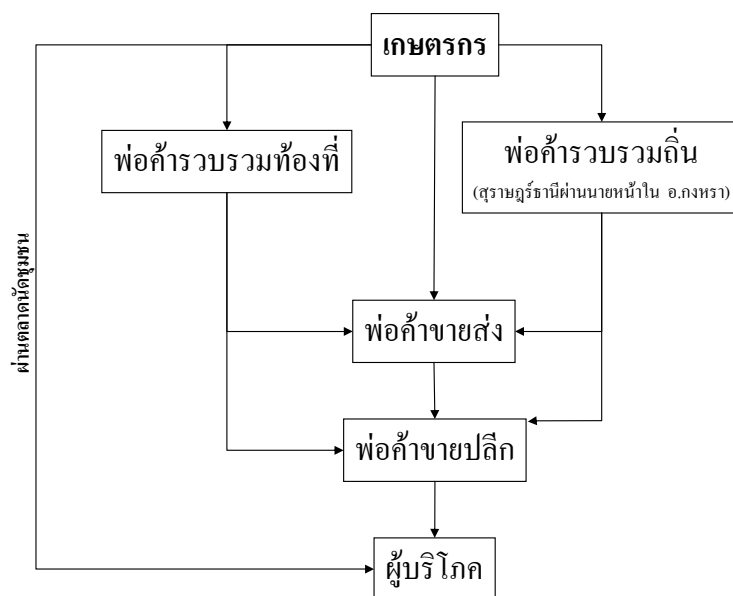 เกษตรกร
พ่อค้ารวบรวมท้องที่
พ่อค้ารวบรวมถิ่น
(สุราษฎร์ธานีผ่านนายหน้าใน อ.กงหรา)
ผ่านตลาดนัดชุมชน
พ่อค้าขายส่ง
พ่อค้าขายปลีก
ผู้บริโภค